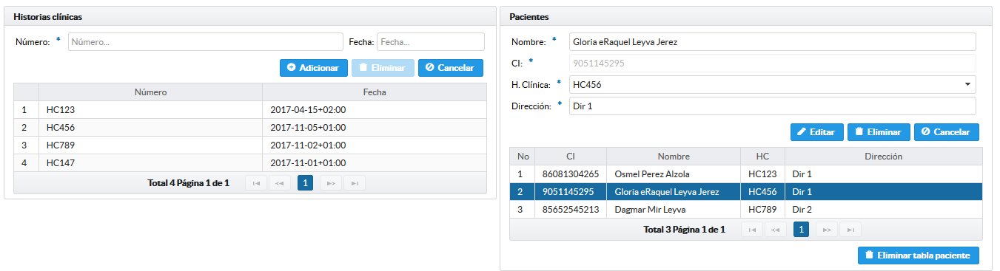 Historias clínicas
Número: * Número... Fecha: Fecha...
Adicionar Eliminar Cancelar
Número Fecha
1 HC123 2017-04-15+02:00
2 HC456 2017-11-05+01:00
3 HC789 2017-11-02+01:00
4 HC147 2017-11-01+01:00
Total 4 Página 1 de 1 1
Pacientes
Nombre: * Gloria eRaquel Leyva Jerez
CI: * 9051145295
H. Clínica: * HC456
Dirección: * Dir 1
Editar Eliminar Cancelar
No CI Nombre HC Dirección
1 86081304265 Osmel Perez Alzola HC123 Dir 1
2 9051145295 Gloria eRaquel Leyva Jerez HC456 Dir 1
3 85652545213 Dagmar Mir Leyva HC789 Dir 2
Total 3 Página 1 de 1 1
Eliminar tabla paciente